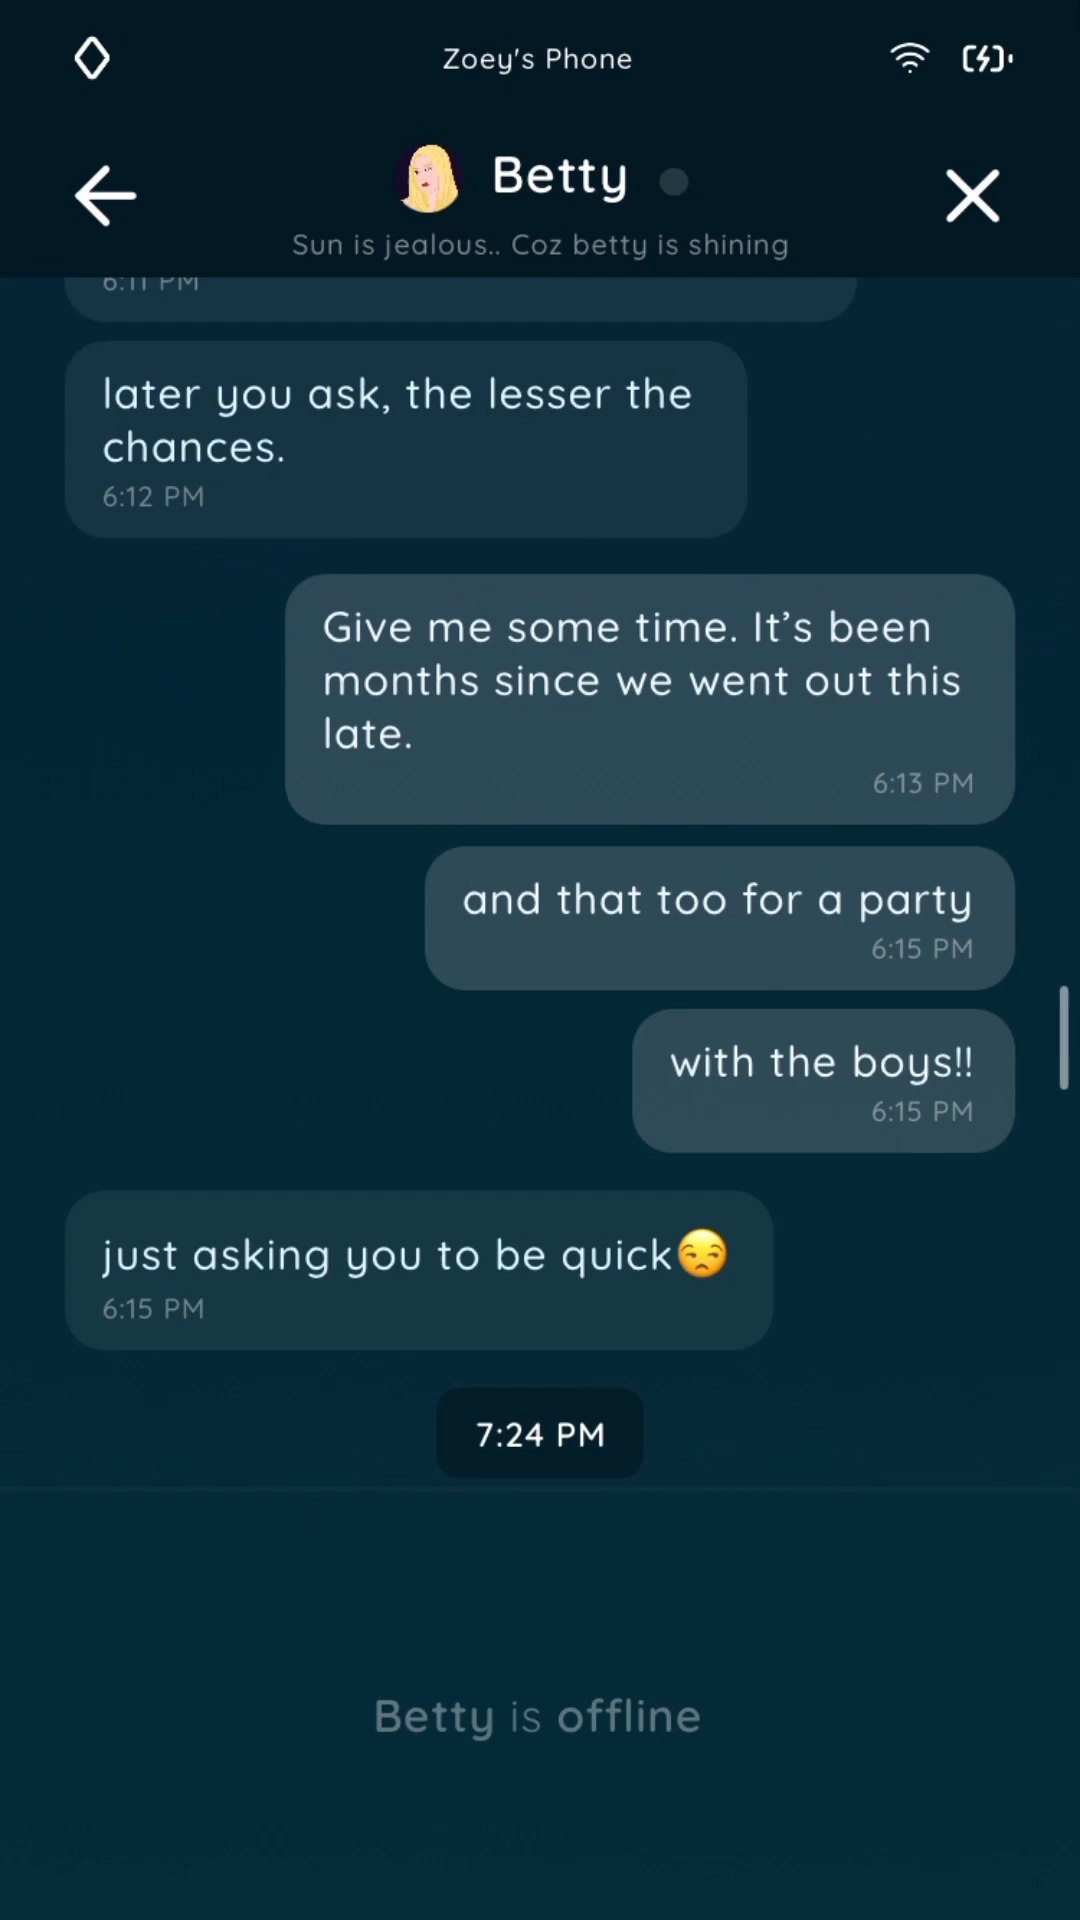 Zoey's Phone
Betty
Sun is jealous.. Coz betty is shining
6:11 PM
later you ask, the lesser the
chances.
6:12 PM
Give me some time. It’s been
months since we went out this
late.
6:13 PM
and that too for a party
6:15 PM
with the boys!!
6:15 PM
just asking you to be quick😒
6:15 PM
7:24 PM
Betty is offline